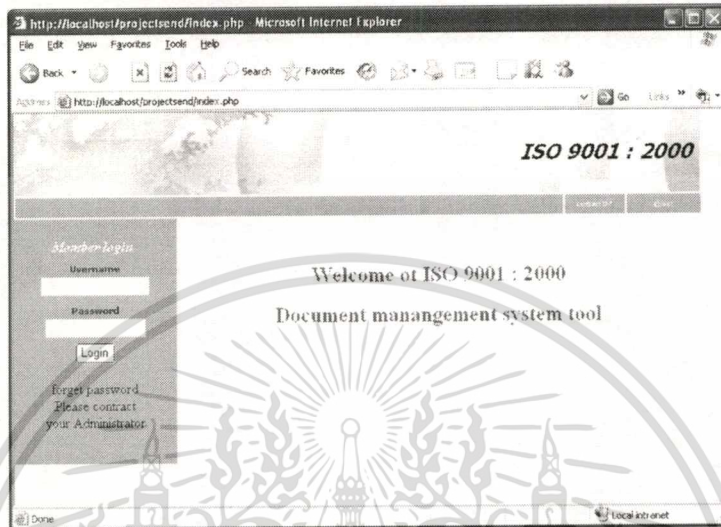 http://localhost/projectsend/index.php - Microsoft Internet Explorer
File Edit View Favorites Tools Help
Back Search Favorites
Address http://localhost/projectsend/index.php Go Links »
ISO 9001 : 2000
Member login
Username
Password
Login
forget password
Please contract
your Administrator
Welcome ot ISO 9001 : 2000
Document manangement system tool
Done
Local intranet